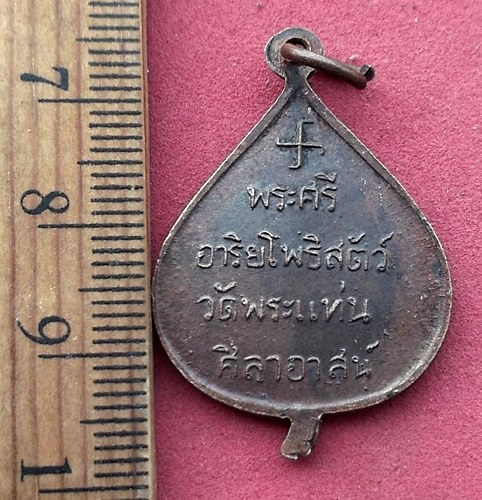 พระศรี
อาริยโพธิสัตว์
วัดพระแท่น
ศิลาอาสน์
7
8
9
1